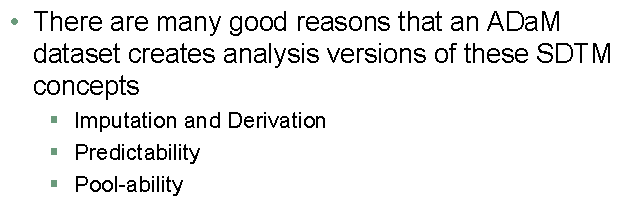 • There are many good reasons that an ADaM
dataset creates analysis versions of these SDTM
concepts
▪ Imputation and Derivation
▪ Predictability
▪ Pool-ability